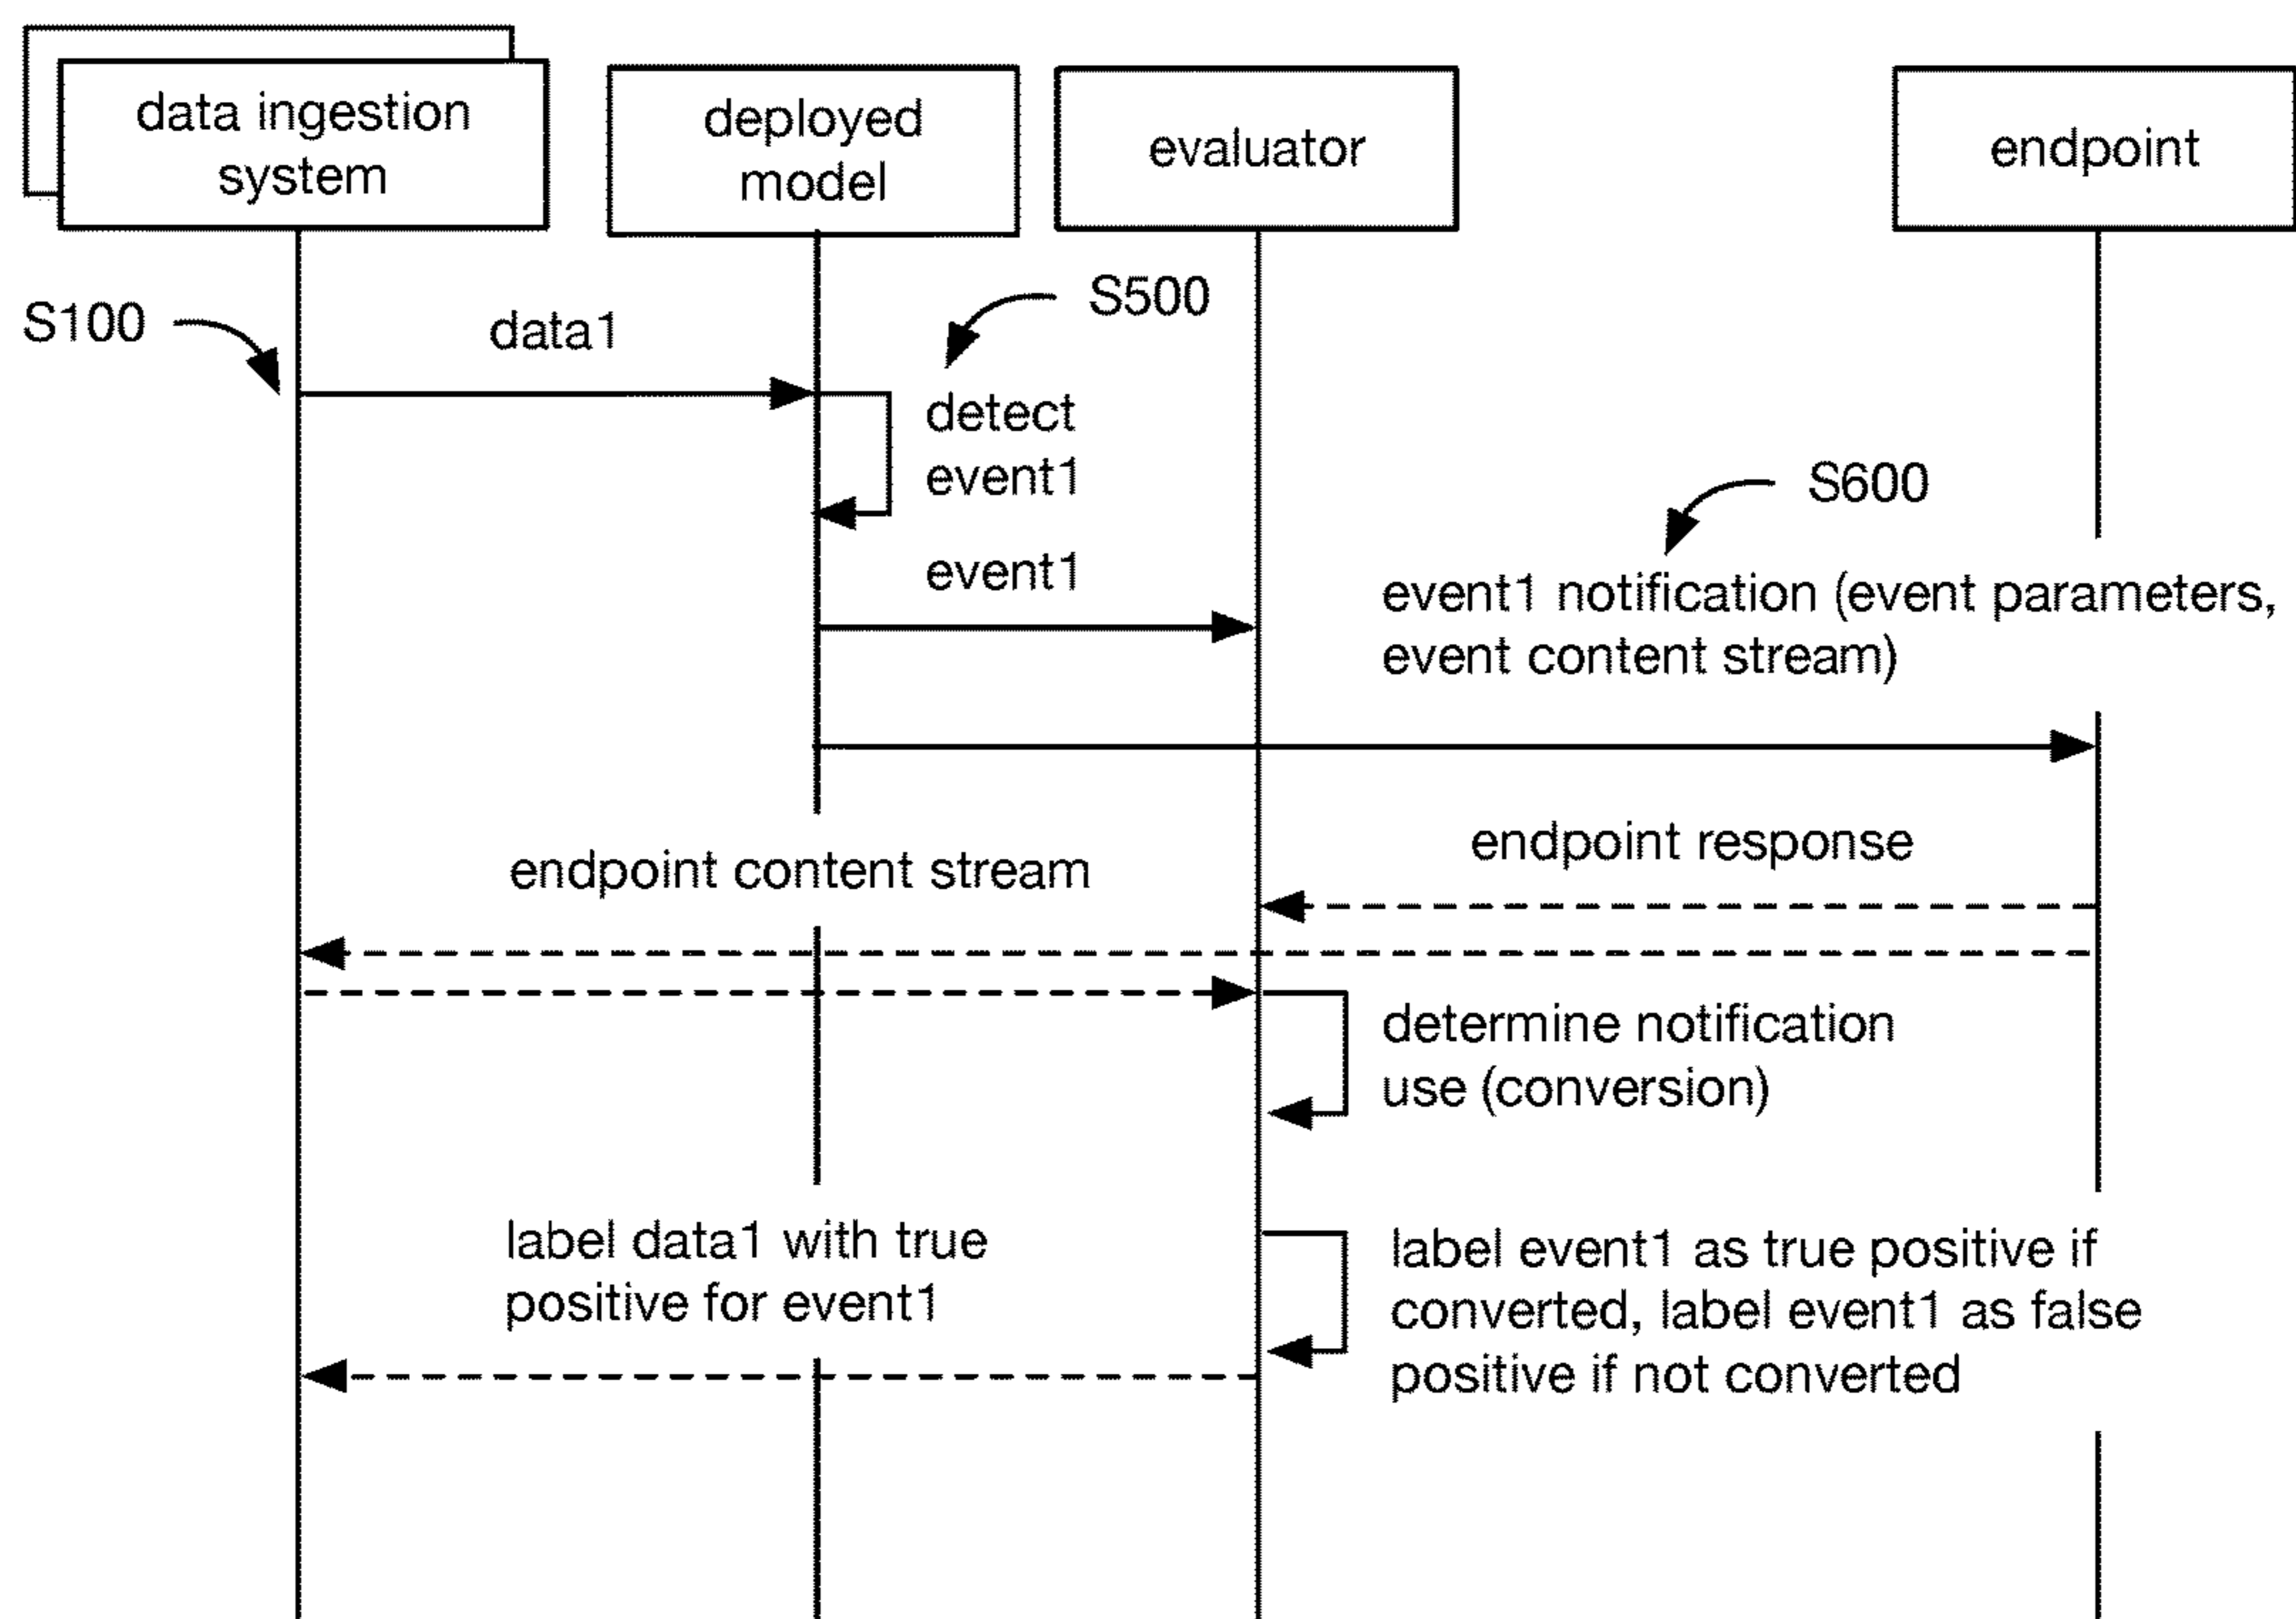 data ingestion
system
deployed
model
evaluator
endpoint
S100
data1
S500
detect
event1
S600
event1
event1 notification (event parameters,
event content stream)
endpoint response
endpoint content stream
determine notification
use (conversion)
label data1 with true
positive for event1
label event1 as true positive if
converted, label event1 as false
positive if not converted